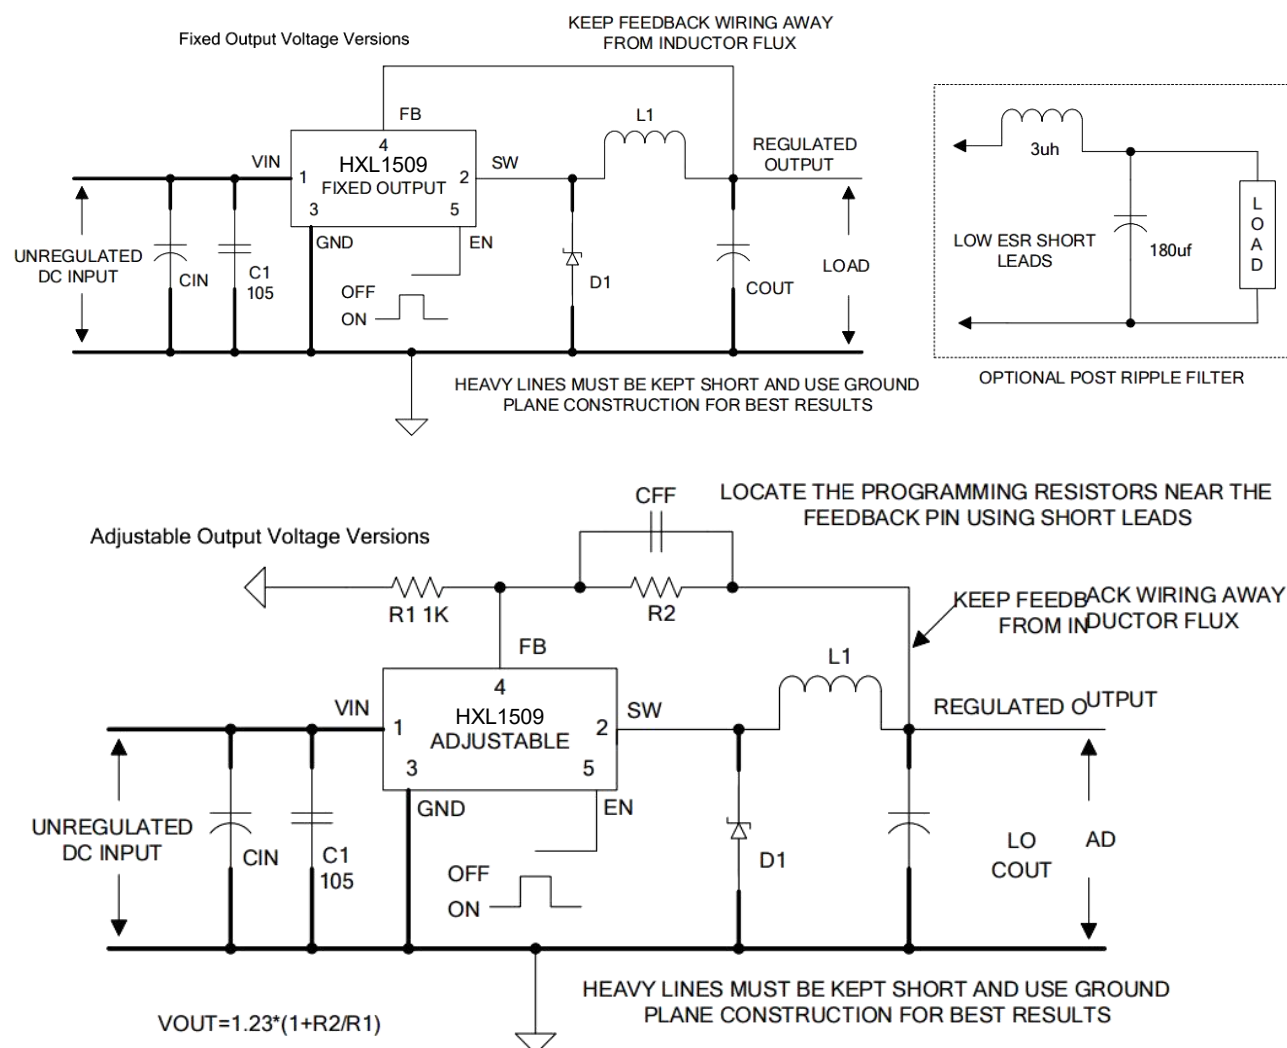 Fixed Output Voltage Versions
KEEP FEEDBACK WIRING AWAY
FROM INDUCTOR FLUX
FB
4
L1
VIN
HXL1509
SW
REGULATED
OUTPUT
1
FIXED OUTPUT
2
3
5
GND
EN
UNREGULATED
DC INPUT
CIN
C1
105
OFF
ON
D1
COUT
LOAD
HEAVY LINES MUST BE KEPT SHORT AND USE GROUND
PLANE CONSTRUCTION FOR BEST RESULTS
3uh
LOW ESR SHORT
LEADS
180uf
LOAD
OPTIONAL POST RIPPLE FILTER
Adjustable Output Voltage Versions
CFF
LOCATE THE PROGRAMMING RESISTORS NEAR THE
FEEDBACK PIN USING SHORT LEADS
R1 1K
R2
KEEP FEEDBACK WIRING AWAY
FROM INDUCTOR FLUX
FB
4
L1
VIN
HXL1509
SW
REGULATED OUTPUT
1
ADJUSTABLE
2
3
5
GND
EN
UNREGULATED
DC INPUT
CIN
C1
105
OFF
ON
D1
LOAD
COUT
HEAVY LINES MUST BE KEPT SHORT AND USE GROUND
PLANE CONSTRUCTION FOR BEST RESULTS
VOUT=1.23*(1+R2/R1)